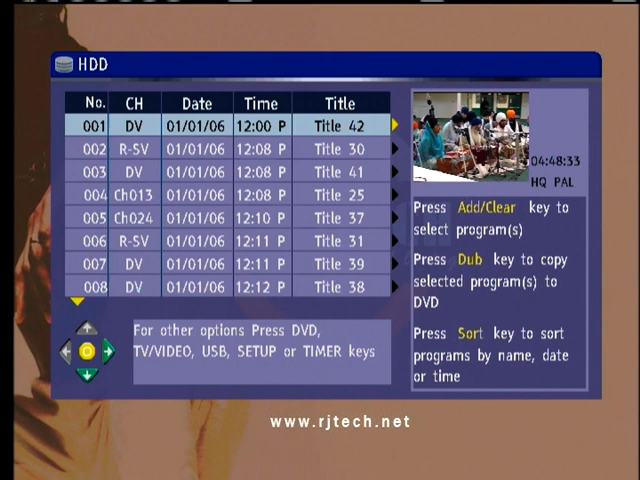 HDD
No. CH Date Time Title
001 DV 01/01/06 12:00 P Title 42
002 R-SV 01/01/06 12:08 P Title 30
003 DV 01/01/06 12:08 P Title 41
004 Ch013 01/01/06 12:08 P Title 25
005 Ch024 01/01/06 12:10 P Title 37
006 R-SV 01/01/06 12:11 P Title 31
007 DV 01/01/06 12:11 P Title 39
008 DV 01/01/06 12:12 P Title 38
04:48:33
HQ PAL
Press Add/Clear key to
select program(s)
Press Dub key to copy
selected program(s) to
DVD
Press Sort key to sort
programs by name, date
or time
For other options Press DVD,
TV/VIDEO, USB, SETUP or TIMER keys
www.rjtech.net